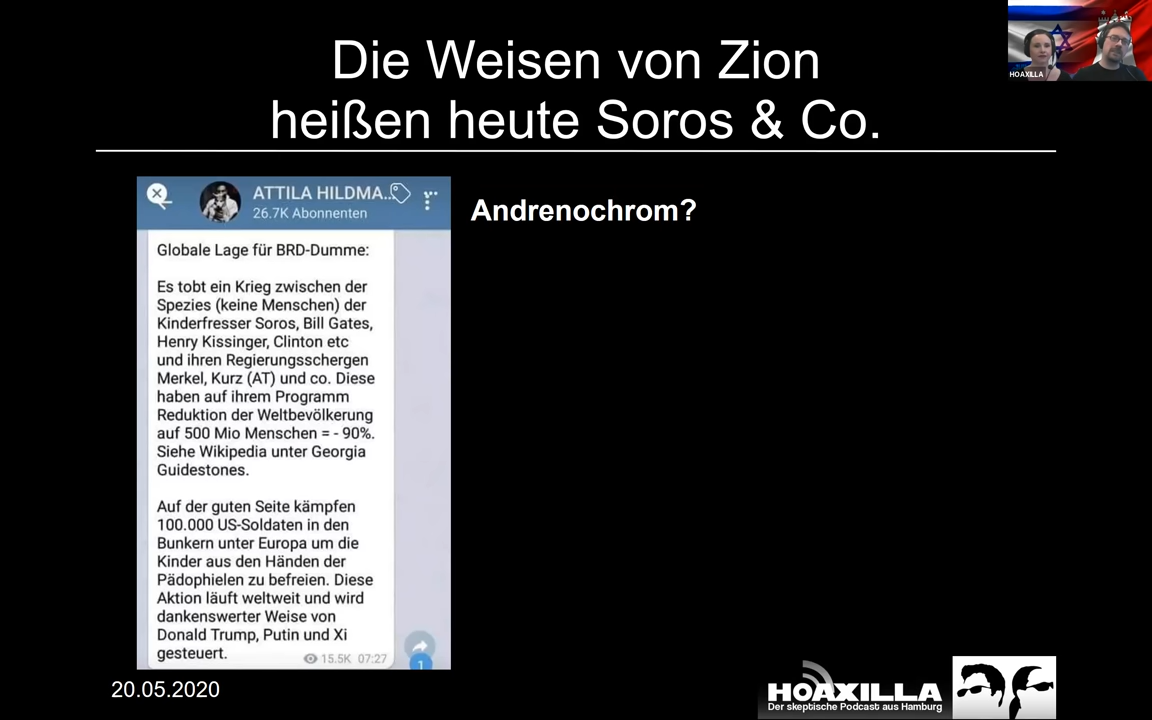 Die Weisen von Zion
heißen heute Soros & Co.
HOAXILLA
ATTILA HILDMA...
26.7K Abonnenten
Andrenochrom?
Globale Lage für BRD-Dumme:
Es tobt ein Krieg zwischen der
Spezies (keine Menschen) der
Kinderfresser Soros, Bill Gates,
Henry Kissinger, Clinton etc
und ihren Regierungsschergen
Merkel, Kurz (AT) und co. Diese
haben auf ihrem Programm
Reduktion der Weltbevölkerung
auf 500 Mio Menschen = - 90%.
Siehe Wikipedia unter Georgia
Guidestones.
Auf der guten Seite kämpfen
100.000 US-Soldaten in den
Bunkern unter Europa um die
Kinder aus den Händen der
Pädophielen zu befreien. Diese
Aktion läuft weltweit und wird
dankenswerter Weise von
Donald Trump, Putin und Xi
gesteuert.
15.5K 07:27
1
20.05.2020
HOAXILLA
Der skeptische Podcast aus Hamburg